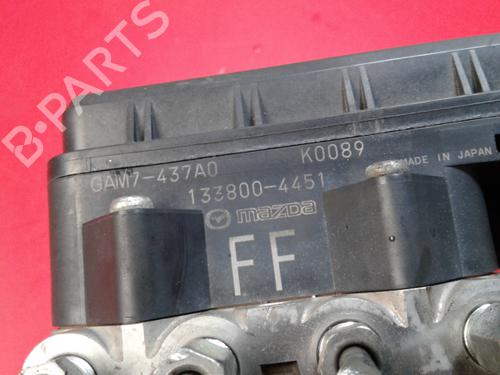 B-PARTS
GAM7-437A0
K0089
MADE IN JAPAN
133800-4451
mazda
FF